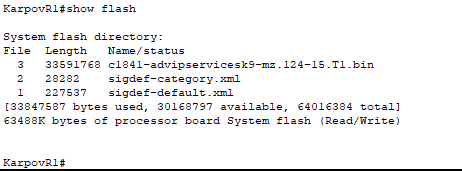 KarpovR1#show flash
System flash directory:
File  Length   Name/status
  3   33591768 c1841-advipservicesk9-mz.124-15.T1.bin
  2   28282    sigdef-category.xml
  1   227537   sigdef-default.xml
[33847587 bytes used, 30168797 available, 64016384 total]
63488K bytes of processor board System flash (Read/Write)
KarpovR1#